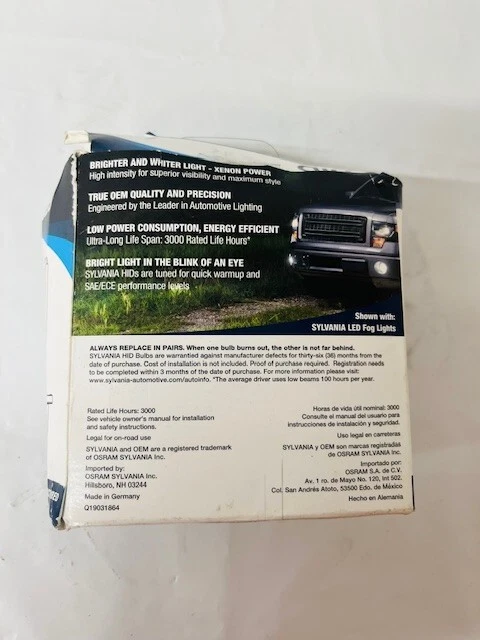 BRIGHTER AND WHITER LIGHT - XENON POWER
High intensity for superior visibility and maximum style
TRUE OEM QUALITY AND PRECISION
Engineered by the Leader in Automotive Lighting
LOW POWER CONSUMPTION, ENERGY EFFICIENT
Ultra-Long Life Span: 3000 Rated Life Hours*
BRIGHT LIGHT IN THE BLINK OF AN EYE
SYLVANIA HIDs are tuned for quick warmup and
SAE/ECE performance levels
Shown with:
SYLVANIA LED Fog Lights
ALWAYS REPLACE IN PAIRS. When one bulb burns out, the other is not far behind.
SYLVANIA HID Bulbs are warrantied against manufacturer defects for thirty-six (36) months from the
date of purchase. Cost of installation is not included. Proof of purchase required. Registration needs
to be completed within 3 months of the date of purchase. For more information please visit:
www.sylvania-automotive.com/autoinfo. *The average driver uses low beams 100 hours per year.
Rated Life Hours: 3000
See vehicle owner's manual for installation
and safety instructions.
Legal for on-road use
SYLVANIA and OEM are a registered trademark
of OSRAM SYLVANIA Inc.
Imported by:
OSRAM SYLVANIA Inc.
Hillsboro, NH 03244
Made in Germany
Q19031864
Horas de vida útil nominal: 3000
Consulte el manual del usuario para
instrucciones de instalación y seguridad.
Uso legal en carreteras
SYLVANIA y OEM son marcas registradas
de OSRAM SYLVANIA Inc.
Importado por:
OSRAM S.A. de C.V.
Av. 1 ro. de Mayo No. 120, Int 502.
Col. San Andrés Atoto, 53500 Edo. de México
Hecho en Alemania